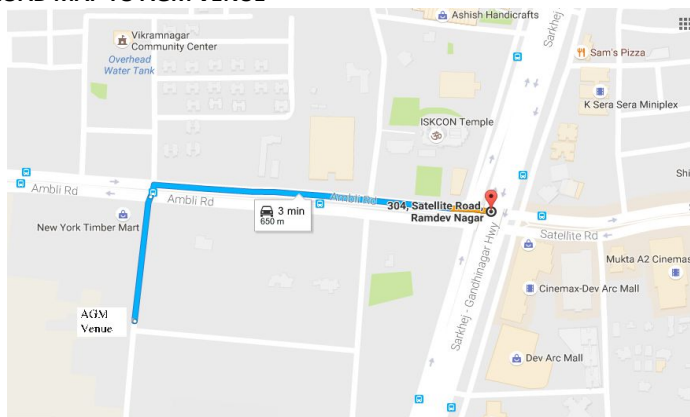 ROAD MAP TO AGM VENUE
Ashish Handicrafts
Vikramnagar
Community Center
Overhead
Water Tank
Sarkhej
Sam's Pizza
K Sera Sera Miniplex
ISKCON Temple
Ambli Rd
Ambli Rd
Ambli Rd
3 min
650 m
304, Satellite Road,
Ramdev Nagar
Shi
New York Timber Mart
Satellite Rd
Sarkhej - Gandhinagar Hwy
Mukta A2 Cinemas
Cinemax-Dev Arc Mall
AGM
Venue
Dev Arc Mall